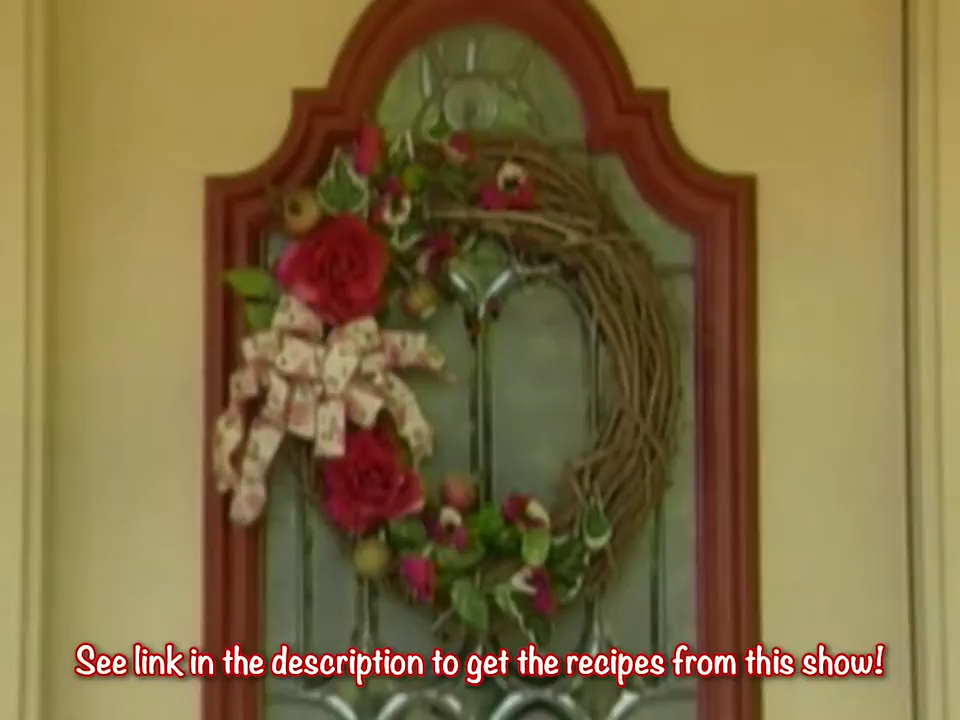 See link in the description to get the recipes from this show!